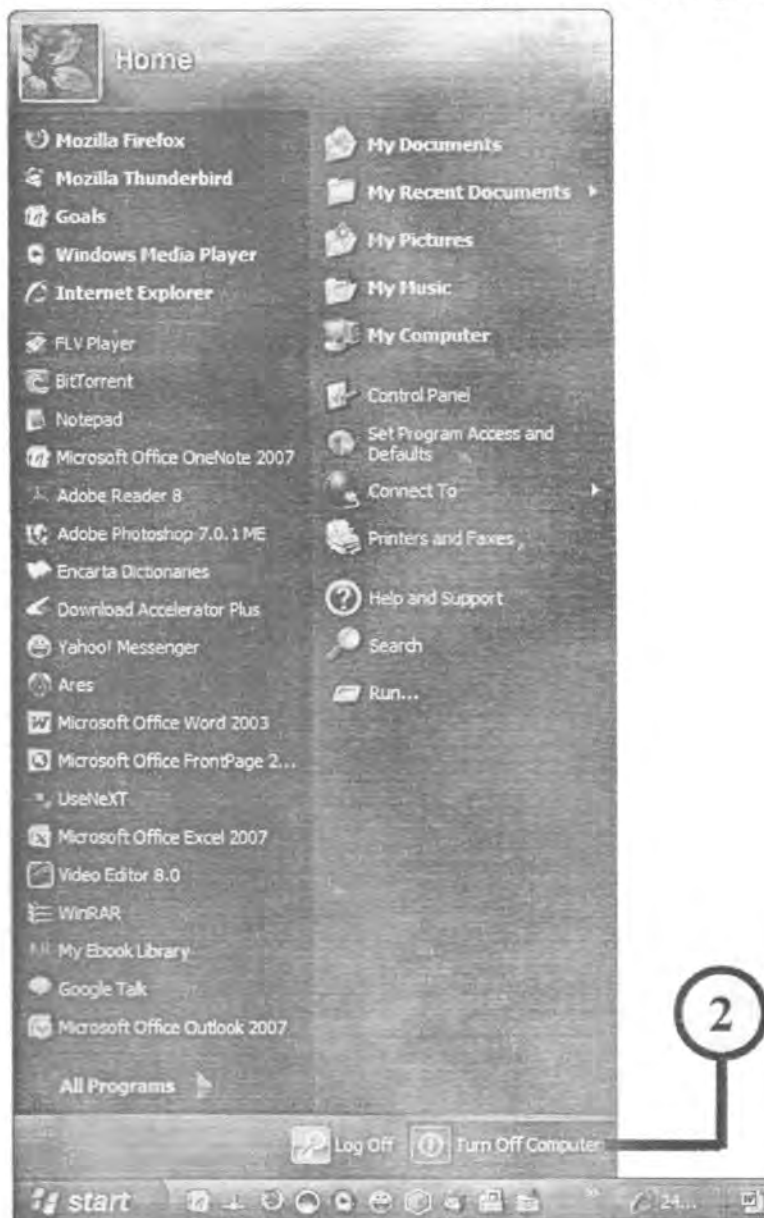 Home
Mozilla Firefox
Mozilla Thunderbird
Goals
Windows Media Player
Internet Explorer
FLV Player
BitTorrent
Notepad
Microsoft Office OneNote 2007
Adobe Reader 8
Adobe Photoshop 7.0.1 ME
Encarta Dictionaries
Download Accelerator Plus
Yahoo! Messenger
Ares
Microsoft Office Word 2003
Microsoft Office FrontPage 2...
UseNeXT
Microsoft Office Excel 2007
Video Editor 8.0
WinRAR
My Ebook Library
Google Talk
Microsoft Office Outlook 2007
All Programs
My Documents
My Recent Documents
My Pictures
My Music
My Computer
Control Panel
Set Program Access and
Defaults
Connect To
Printers and Faxes
Help and Support
Search
Run...
2
Log Off
Turn Off Computer
start
24...